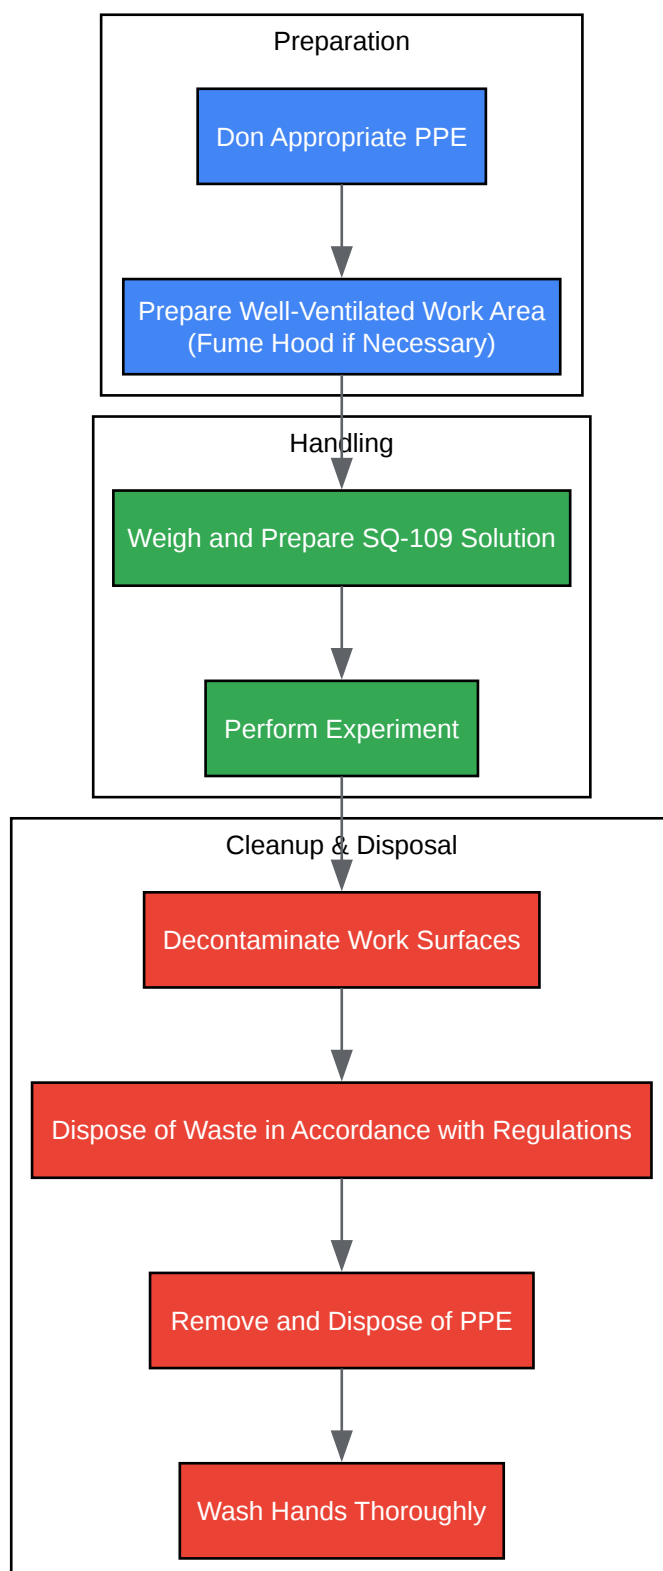 Preparation
Don Appropriate PPE
Prepare Well-Ventilated Work Area
(Fume Hood if Necessary)
Handling
Weigh and Prepare SQ-109 Solution
Perform Experiment
Cleanup & Disposal
Decontaminate Work Surfaces
Dispose of Waste in Accordance with Regulations
Remove and Dispose of PPE
Wash Hands Thoroughly